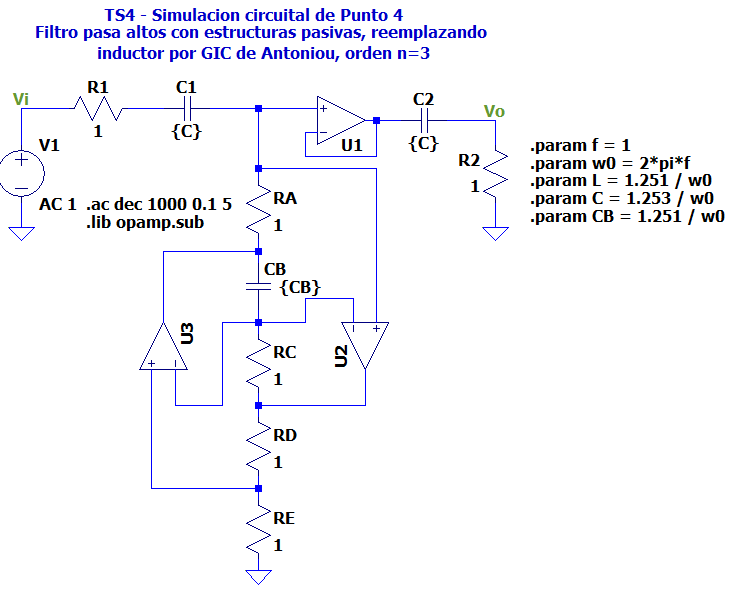 TS4 - Simulacion circuital de Punto 4
Filtro pasa altos con estructuras pasivas, reemplazando
inductor por GIC de Antoniou, orden n=3
Vi
R1
1
C1
{C}
U1
C2
{C}
Vo
R2
1
V1
AC 1
.ac dec 1000 0.1 5
.lib opamp.sub
.param f = 1
.param w0 = 2*pi*f
.param L = 1.251 / w0
.param C = 1.253 / w0
.param CB = 1.251 / w0
RA
1
CB
{CB}
U3
U2
RC
1
RD
1
RE
1